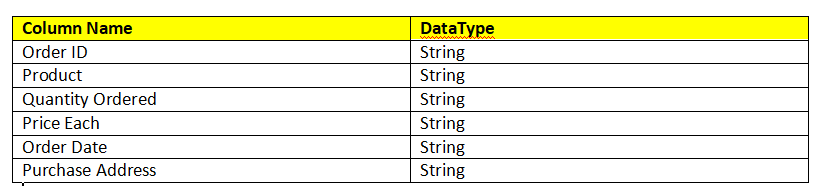 Column Name DataType
Order ID String
Product String
Quantity Ordered String
Price Each String
Order Date String
Purchase Address String